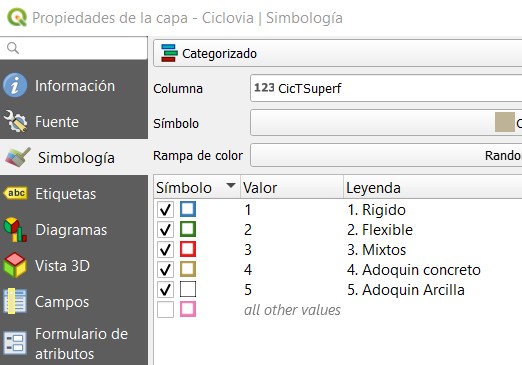 Propiedades de la capa - Ciclovia | Simbología
Información
Fuente
Simbología
abc Etiquetas
Diagramas
Vista 3D
Campos
Formulario de
atributos
Categorizado
Columna 123 CicTSuperf
Símbolo
Rampa de color Rando
Símbolo Valor Leyenda
1 1. Rigido
2 2. Flexible
3 3. Mixtos
4 4. Adoquin concreto
5 5. Adoquin Arcilla
all other values